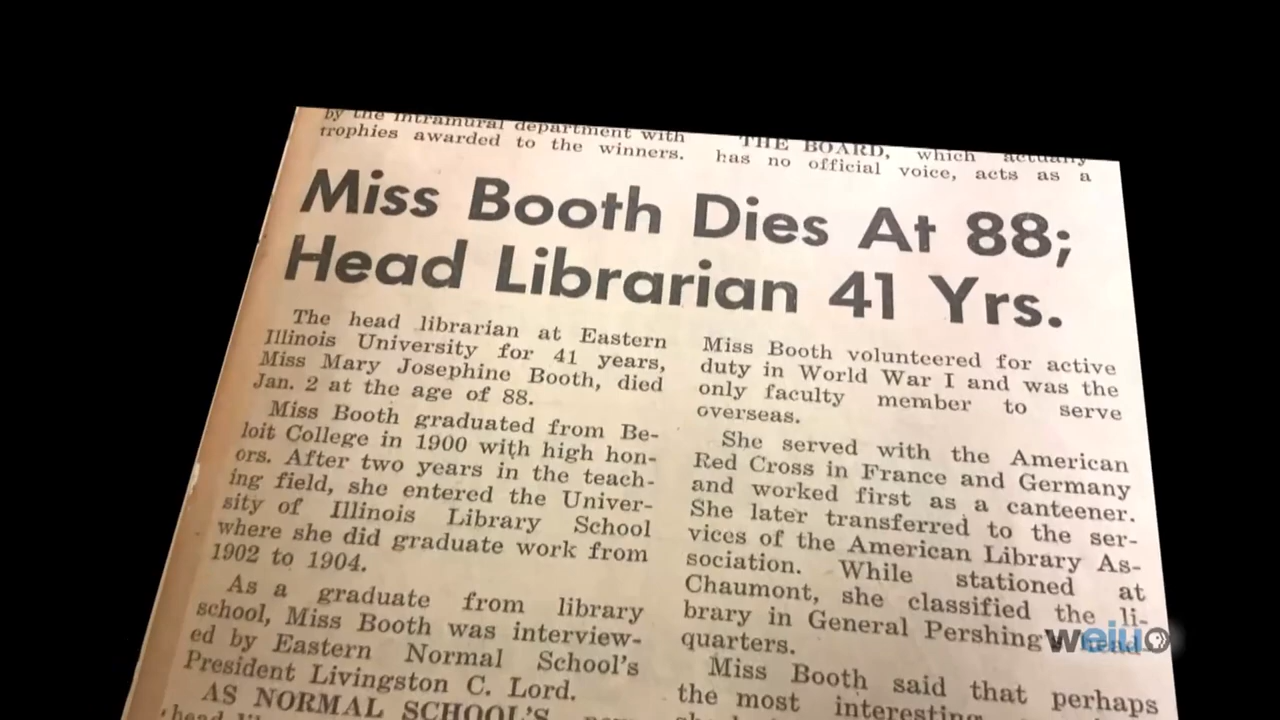 by the intramural department with
trophies awarded to the winners.
THE BOARD, which actually
has no official voice, acts as a
Miss Booth Dies At 88;
Head Librarian 41 Yrs.
The head librarian at Eastern
Illinois University for 41 years,
Miss Mary Josephine Booth, died
Jan. 2 at the age of 88.
Miss Booth graduated from Be-
loit College in 1900 with high hon-
ors. After two years in the teach-
ing field, she entered the Univer-
sity of Illinois Library School
where she did graduate work from
1902 to 1904.
As a graduate from library
school, Miss Booth was interview-
ed by Eastern Normal School's
President Livingston C. Lord.
AS NORMAL SCHOOL'S
Miss Booth volunteered for active
duty in World War I and was the
only faculty member to serve
overseas.
She served with the American
Red Cross in France and Germany
and worked first as a canteener.
She later transferred to the ser-
vices of the American Library As-
sociation. While stationed at
Chaumont, she classified the li-
brary in General Pershing
quarters.
Miss Booth said that perhaps
the most interesting
weiu